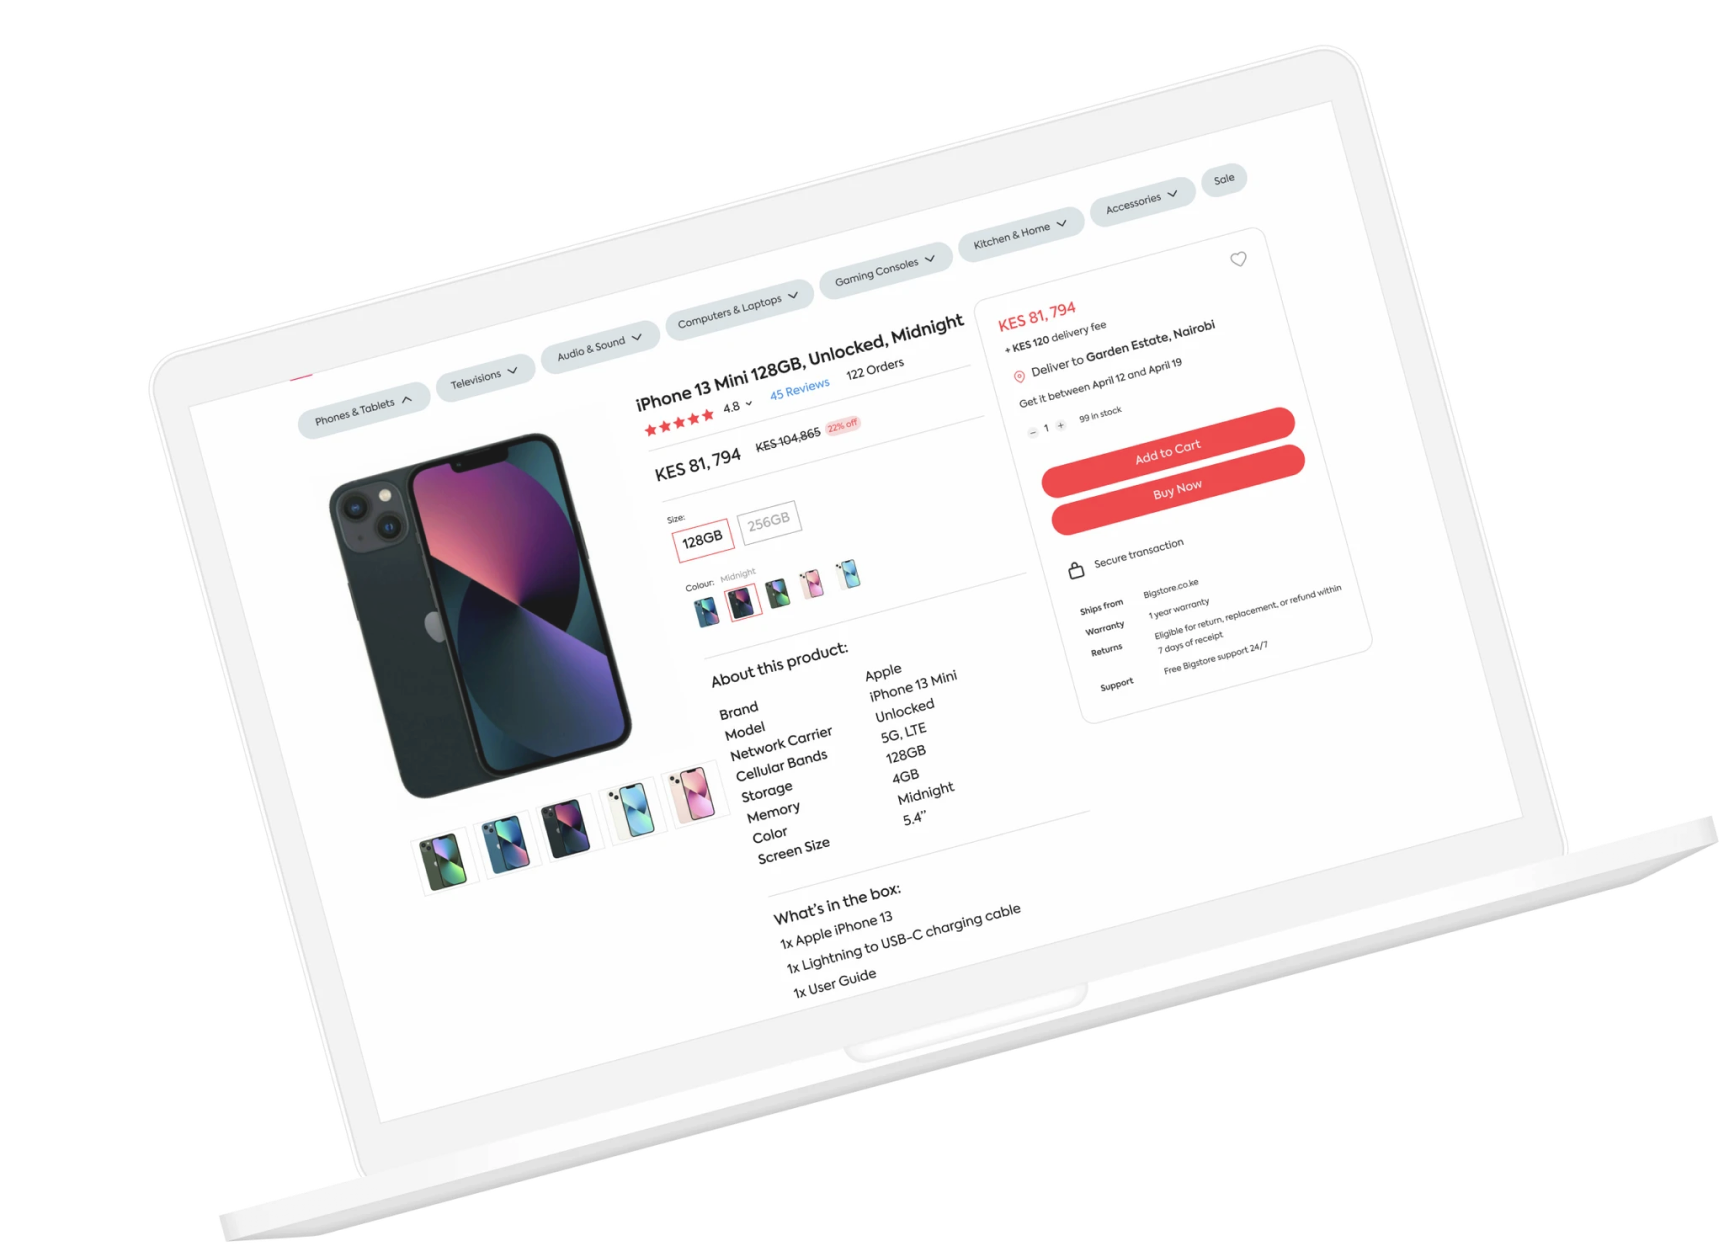 Phones & Tablets
Televisions
Audio & Sound
Computers & Laptops
Gaming Consoles
Kitchen & Home
Accessories
Sale
iPhone 13 Mini 128GB, Unlocked, Midnight
4.8 45 Reviews 122 Orders
KES 81,794 KES 104,865 22% off
Size:
128GB 256GB
Colour: Midnight
About this product:
Brand Apple
Model iPhone 13 Mini
Network Carrier Unlocked
Cellular Bands 5G, LTE
Storage 128GB
Memory 4GB
Color Midnight
Screen Size 5.4”
What's in the box:
1x Apple iPhone 13
1x Lightning to USB-C charging cable
1x User Guide
KES 81,794
+ KES 120 delivery fee
Deliver to Garden Estate, Nairobi
Get it between April 12 and April 19
− 1 + 99 in stock
Add to Cart
Buy Now
Secure transaction
Ships from Bigstore.co.ke
Warranty 1 year warranty
Returns Eligible for return, replacement, or refund within
7 days of receipt
Support Free Bigstore support 24/7